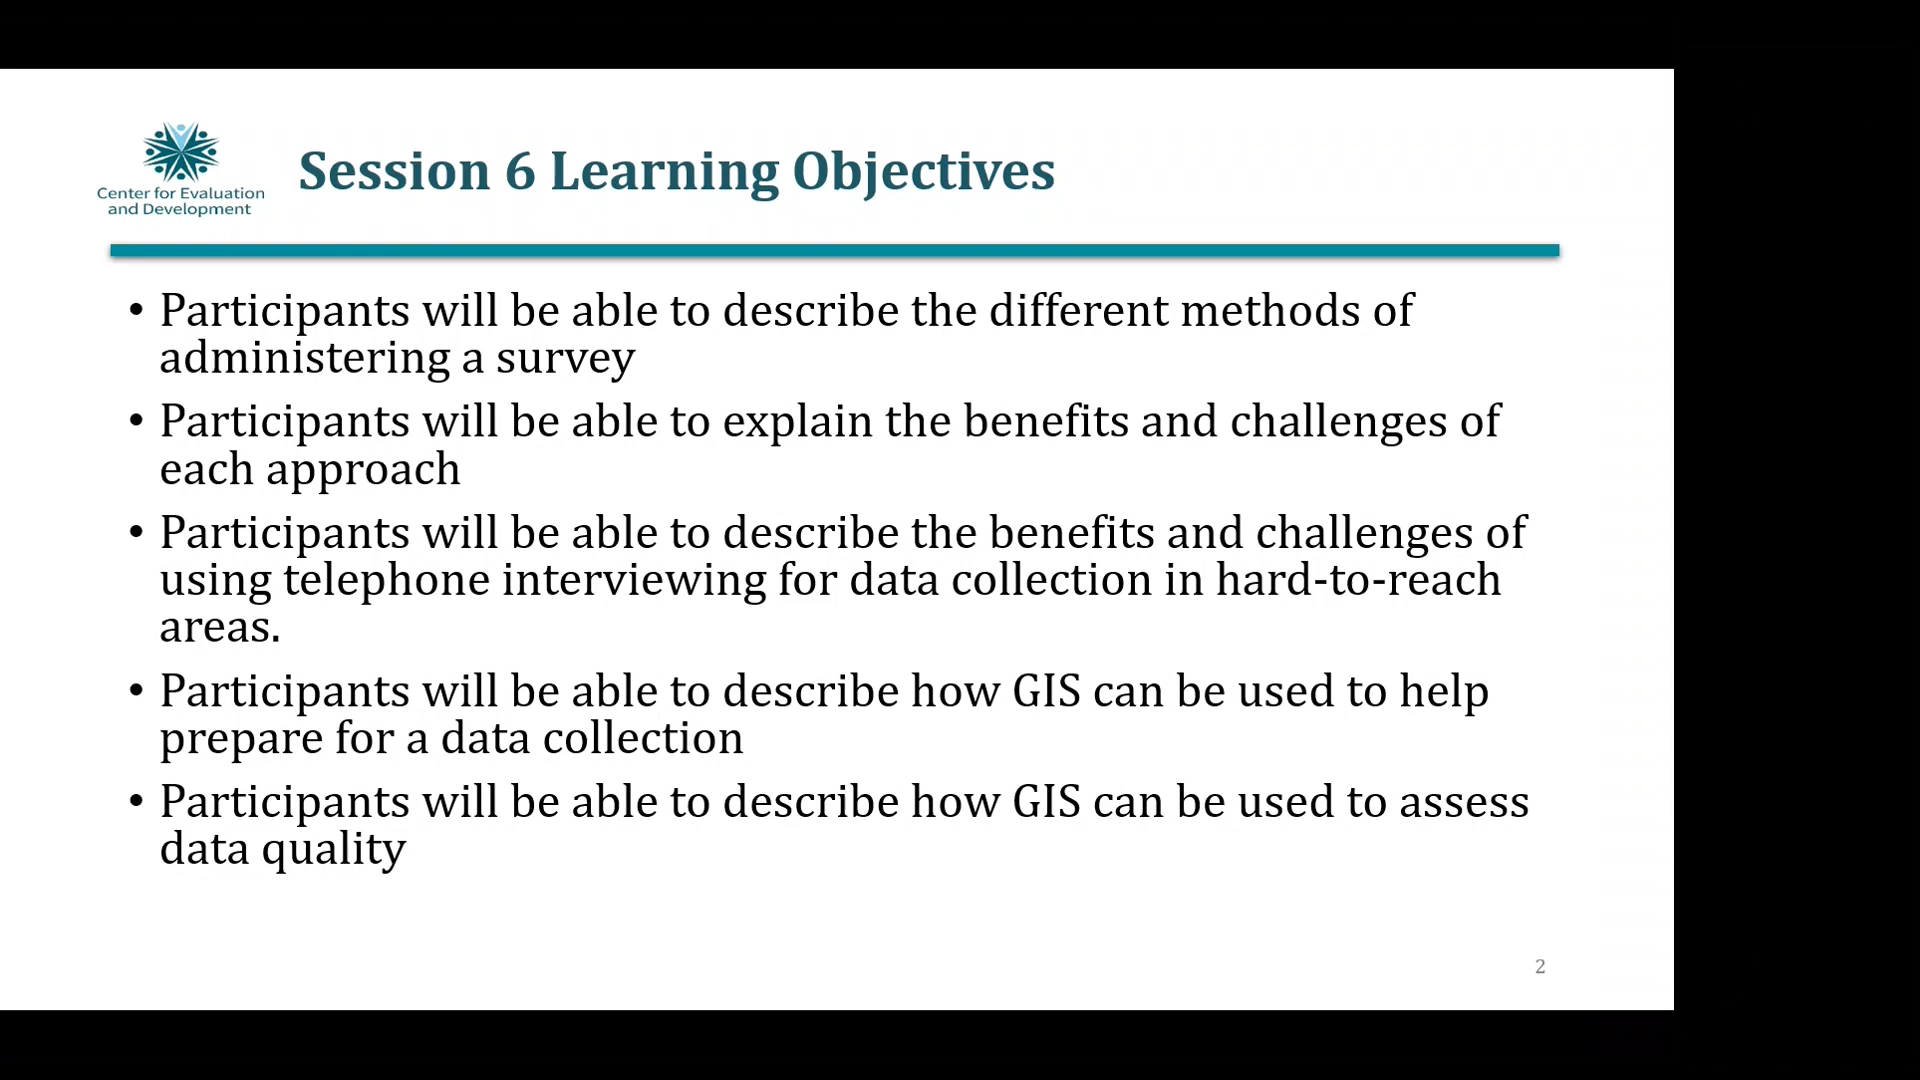 Center for Evaluation
and Development
Session 6 Learning Objectives
• Participants will be able to describe the different methods of
administering a survey
• Participants will be able to explain the benefits and challenges of
each approach
• Participants will be able to describe the benefits and challenges of
using telephone interviewing for data collection in hard-to-reach
areas.
• Participants will be able to describe how GIS can be used to help
prepare for a data collection
• Participants will be able to describe how GIS can be used to assess
data quality
2